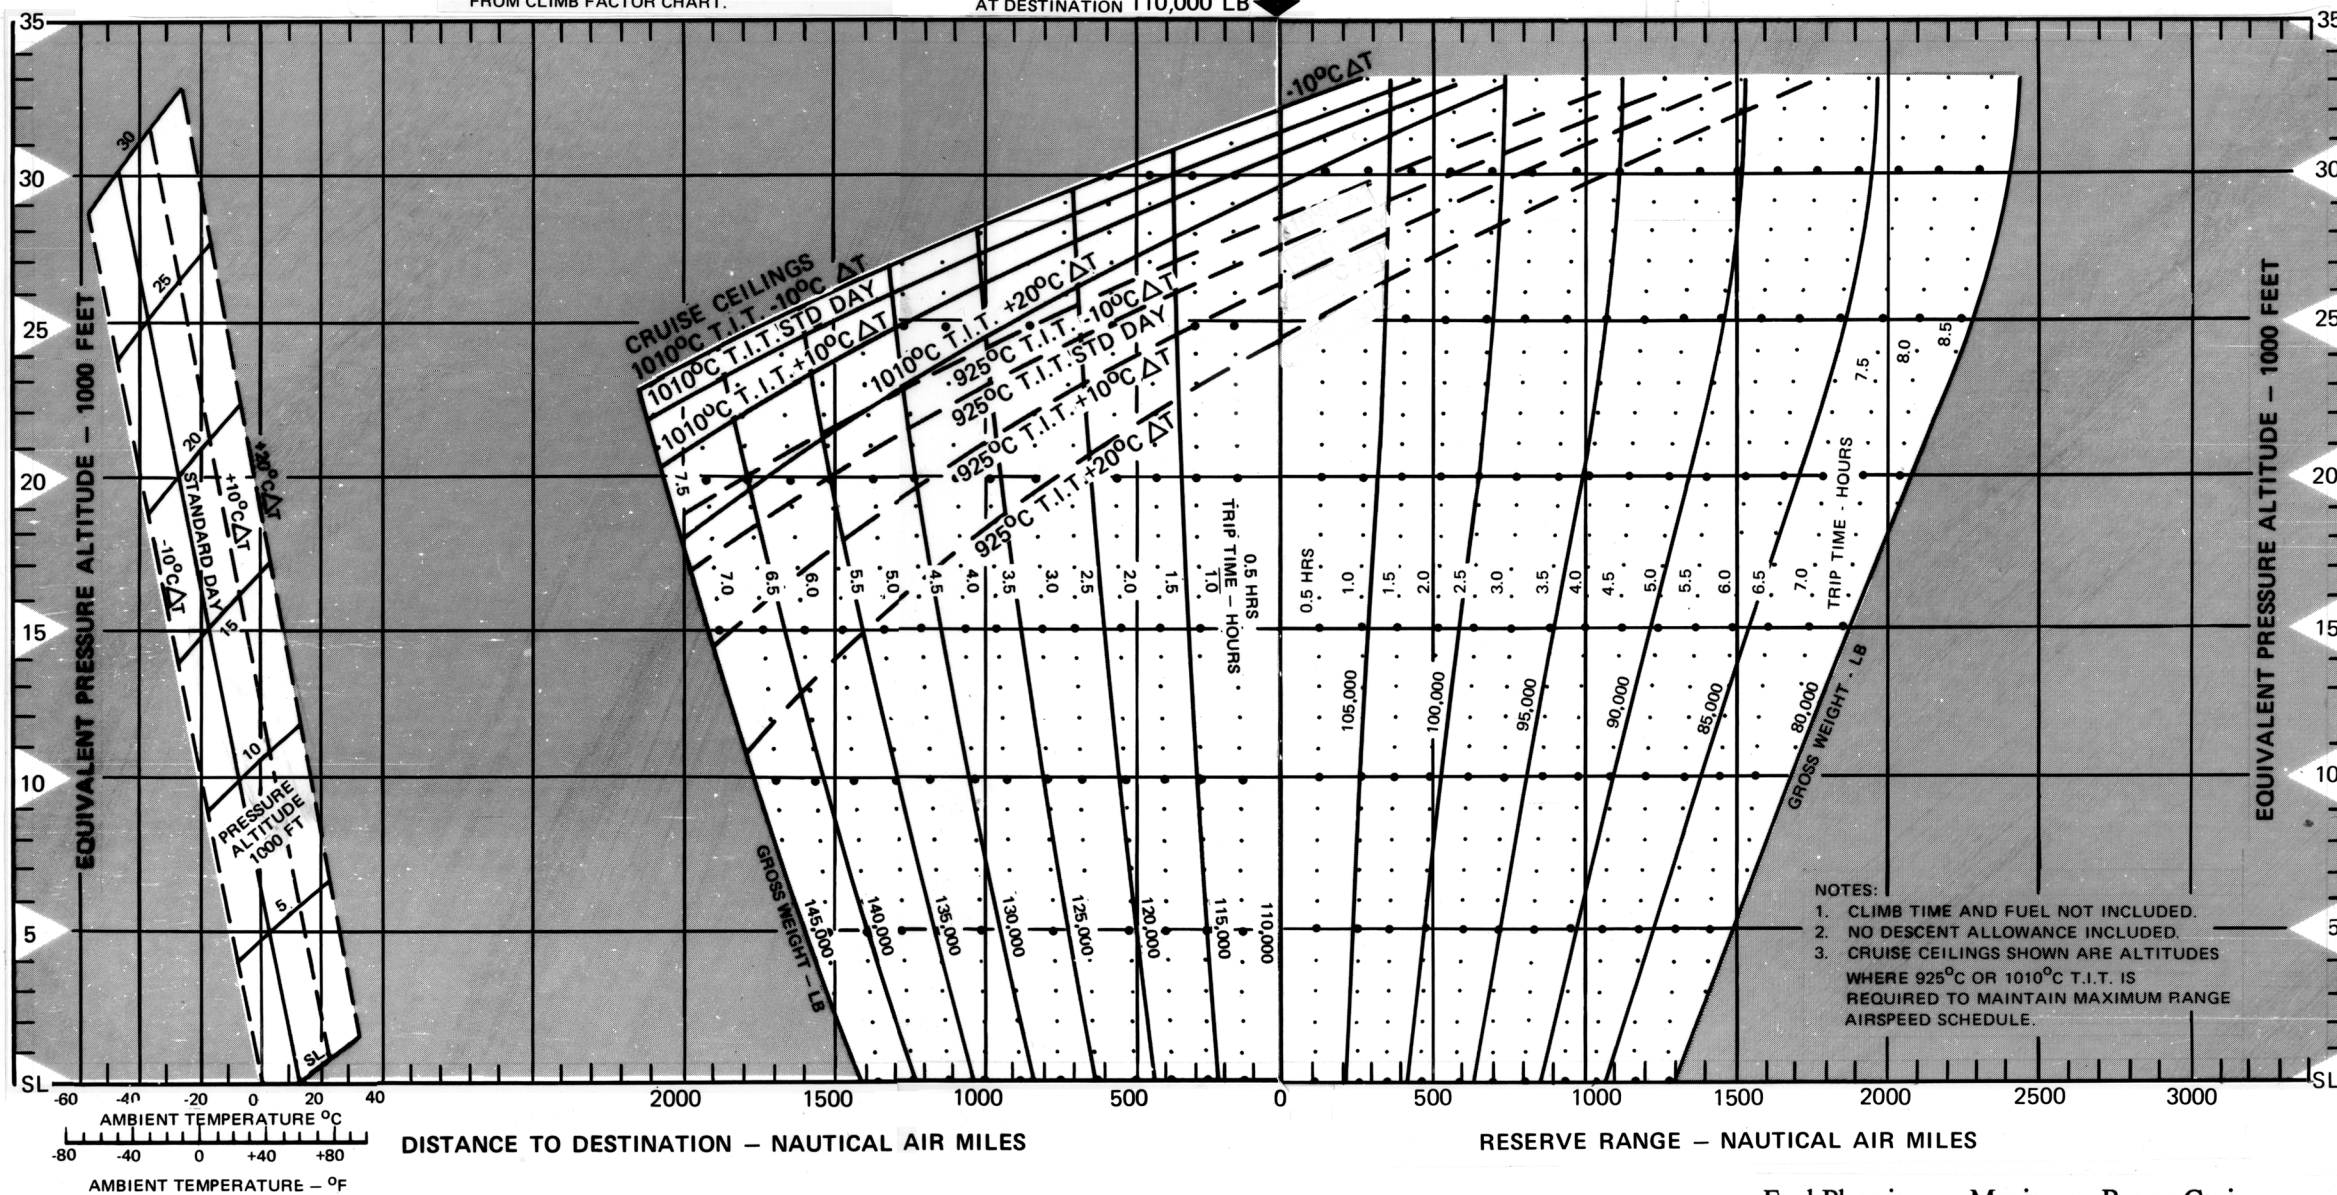 FROM CLIMB FACTOR CHART.
AT DESTINATION 110,000 LB
35
35
30
30
25
25
20
20
15
15
10
10
5
5
SL
SL
EQUIVALENT PRESSURE ALTITUDE – 1000 FEET
30
25
20
15
10
5
SL
-10°C ΔT
STANDARD DAY
+10°C ΔT
+20°C ΔT
PRESSURE
ALTITUDE
1000 FT
-60 -40 -20 0 20 40
AMBIENT TEMPERATURE °C
-80 -40 0 +40 +80
AMBIENT TEMPERATURE – °F
CRUISE CEILINGS
1010°C T.I.T. -10°C ΔT
1010°C T.I.T. STD DAY
1010°C T.I.T. +10°C ΔT
1010°C T.I.T. +20°C ΔT
925°C T.I.T. -10°C ΔT
925°C T.I.T. STD DAY
925°C T.I.T. +10°C ΔT
925°C T.I.T. +20°C ΔT
-10°C ΔT
7.5
7.0 6.5 6.0 5.5 5.0 4.5 4.0 3.5 3.0 2.5 2.0 1.5 1.0 0.5 HRS
TRIP TIME – HOURS
0.5 HRS 1.0 1.5 2.0 2.5 3.0 3.5 4.0 4.5 5.0 5.5 6.0 6.5 7.0
7.5 8.0 8.5
TRIP TIME - HOURS
GROSS WEIGHT – LB
145,000 140,000 135,000 130,000 125,000 120,000 115,000 110,000
105,000 100,000 95,000 90,000 85,000 80,000
GROSS WEIGHT - LB
EQUIVALENT PRESSURE ALTITUDE – 1000 FEET
NOTES:
1. CLIMB TIME AND FUEL NOT INCLUDED.
2. NO DESCENT ALLOWANCE INCLUDED.
3. CRUISE CEILINGS SHOWN ARE ALTITUDES
WHERE 925°C OR 1010°C T.I.T. IS
REQUIRED TO MAINTAIN MAXIMUM RANGE
AIRSPEED SCHEDULE.
2000 1500 1000 500 0 500 1000 1500 2000 2500 3000
DISTANCE TO DESTINATION – NAUTICAL AIR MILES
RESERVE RANGE – NAUTICAL AIR MILES